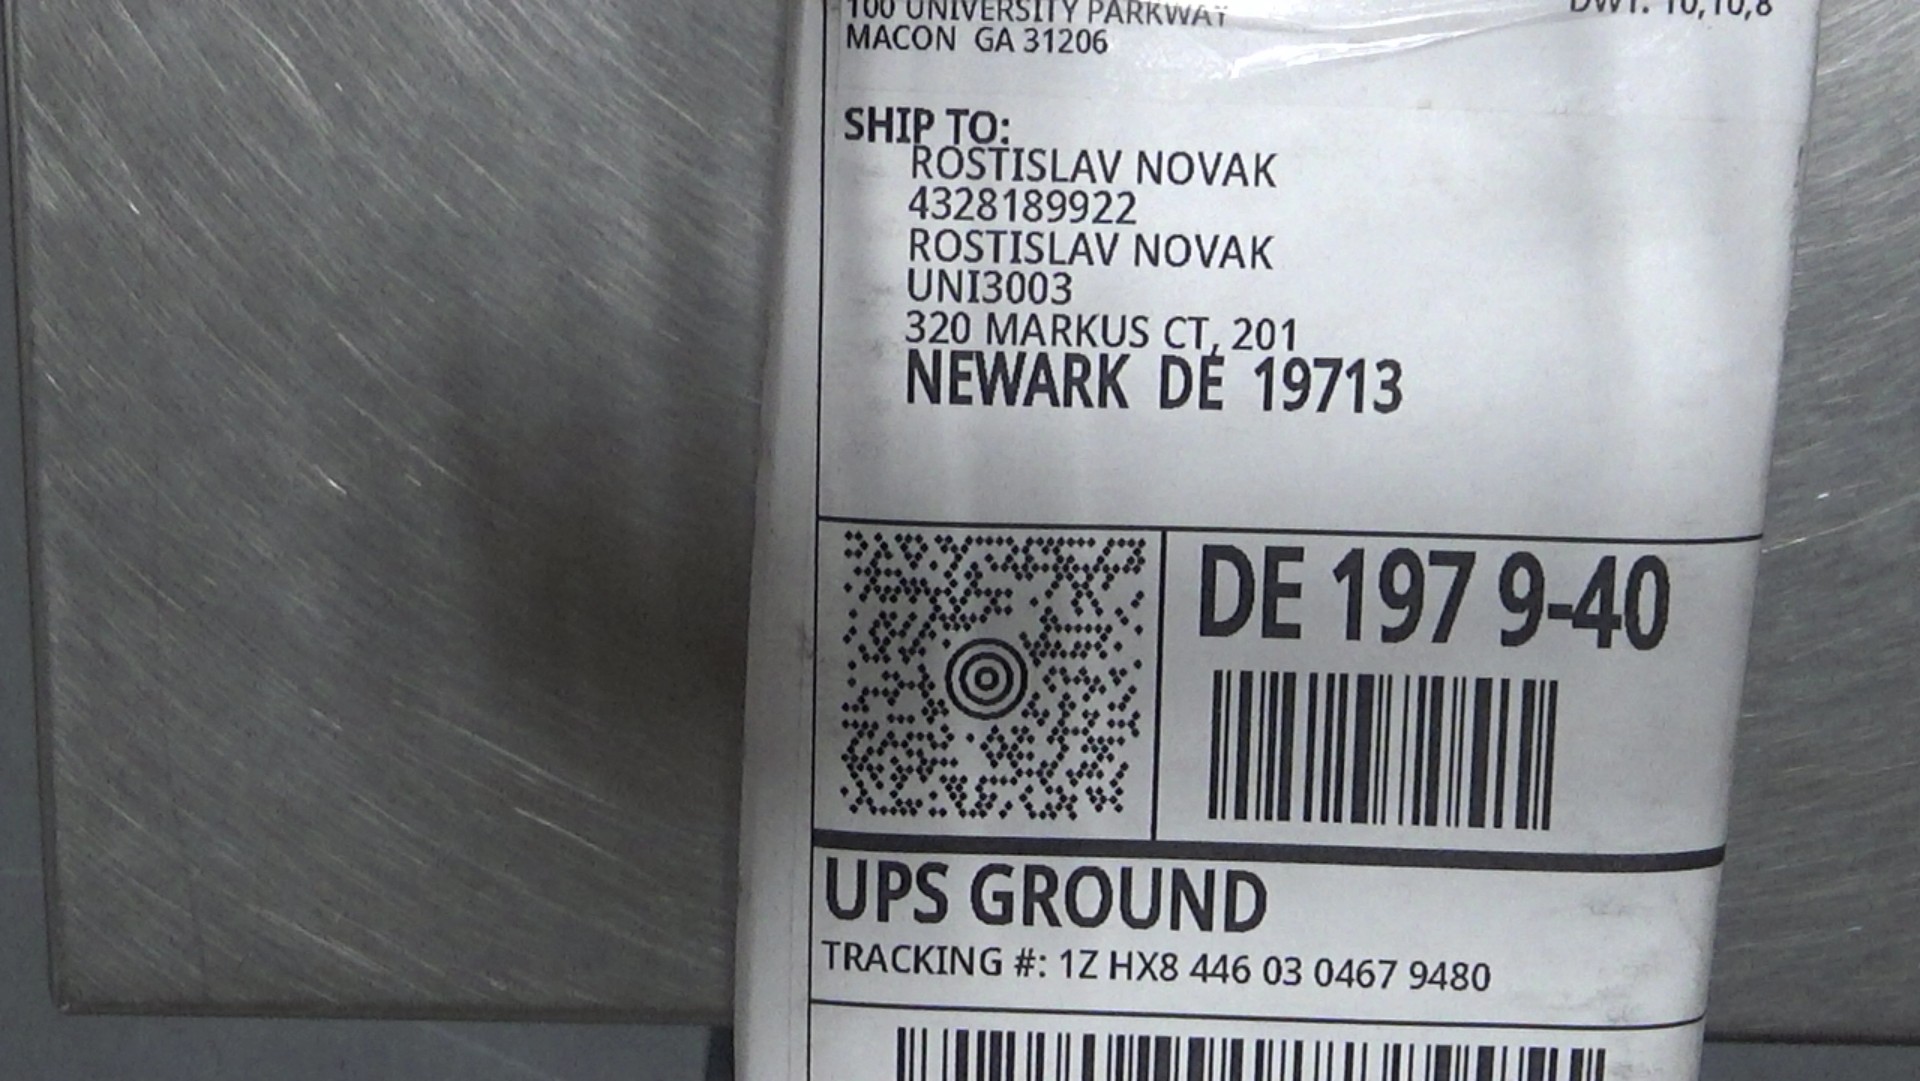 100 UNIVERSITY PARKWAY
DWT: 10,10,8
MACON GA 31206
SHIP TO:
ROSTISLAV NOVAK
4328189922
ROSTISLAV NOVAK
UNI3003
320 MARKUS CT, 201
NEWARK DE 19713
DE 197 9-40
UPS GROUND
TRACKING #: 1Z HX8 446 03 0467 9480